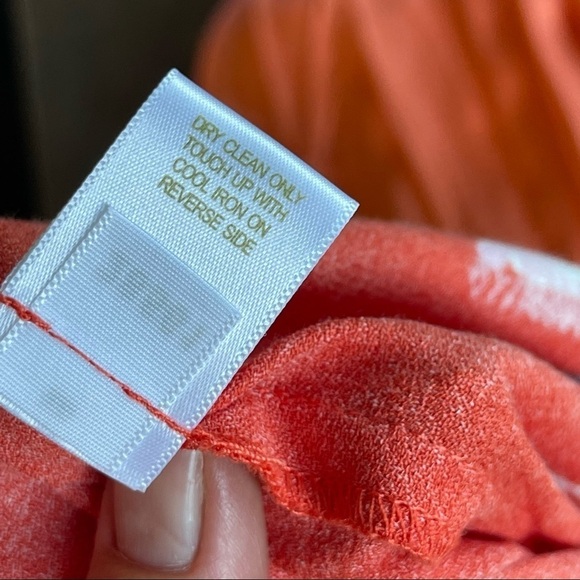 DRY CLEAN ONLY
TOUCH UP WITH
COOL IRON ON
REVERSE SIDE